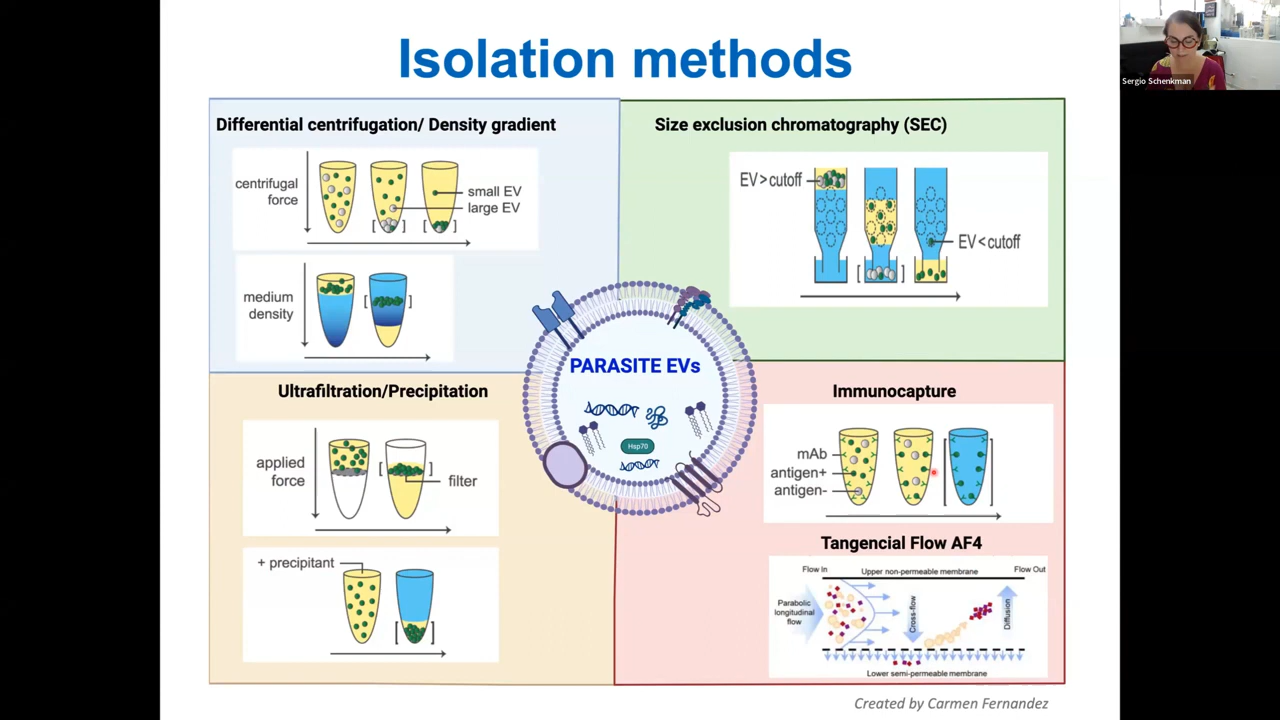 Isolation methods
Sergio Schenkman
Differential centrifugation/ Density gradient
centrifugal
force
small EV
large EV
medium
density
Size exclusion chromatography (SEC)
EV > cutoff
EV < cutoff
PARASITE EVs
Hsp70
Ultrafiltration/Precipitation
applied
force
filter
+ precipitant
Immunocapture
mAb
antigen+
antigen-
Tangencial Flow AF4
Flow In
Upper non-permeable membrane
Flow Out
Parabolic
longitudinal
flow
Cross-flow
Diffusion
Lower semi-permeable membrane
Created by Carmen Fernandez